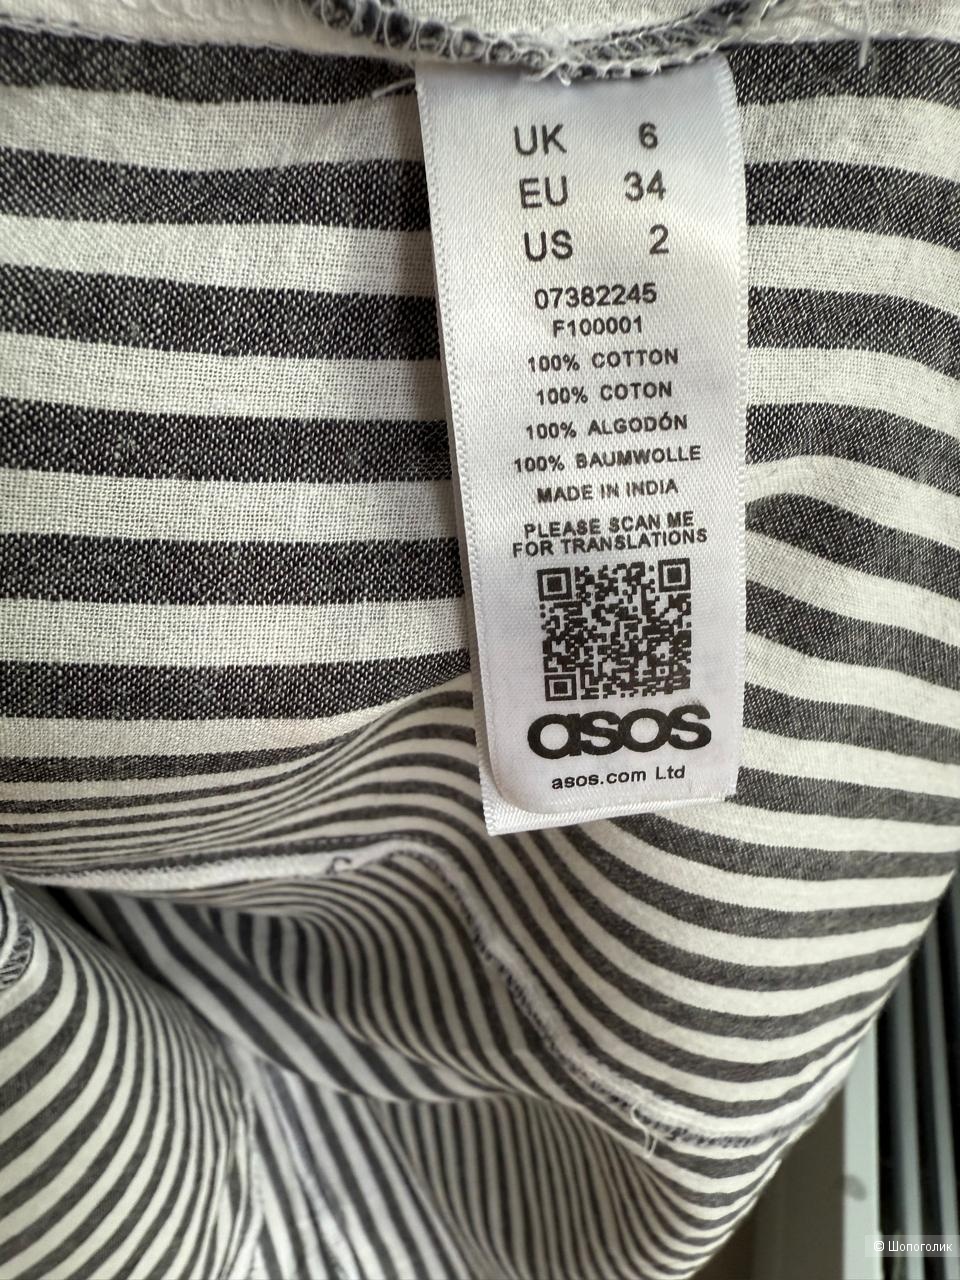 UK 6
EU 34
US 2
07382245
F100001
100% COTTON
100% COTON
100% ALGODÓN
100% BAUMWOLLE
MADE IN INDIA
PLEASE SCAN ME
FOR TRANSLATIONS
asos
asos.com Ltd
© Шопоголик